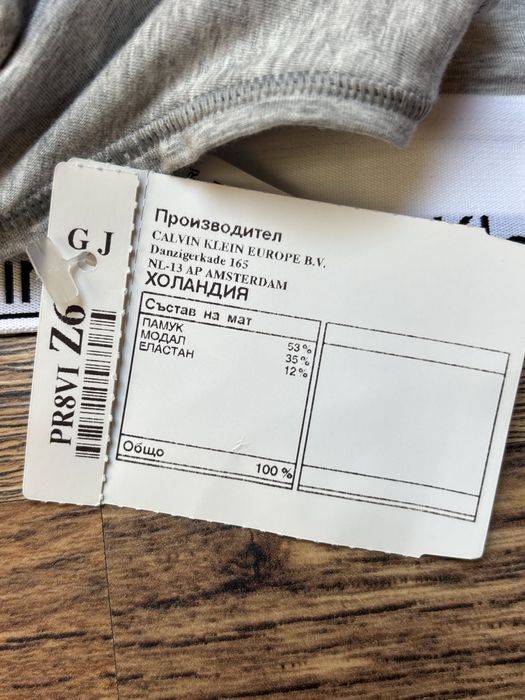 G J
PR8VI Z6
Производител
CALVIN KLEIN EUROPE B.V.
Danzigerkade 165
NL-13 AP AMSTERDAM
ХОЛАНДИЯ
Състав на мат
ПАМУК 53%
МОДАЛ 35%
ЕЛАСТАН 12%
Общо 100 %